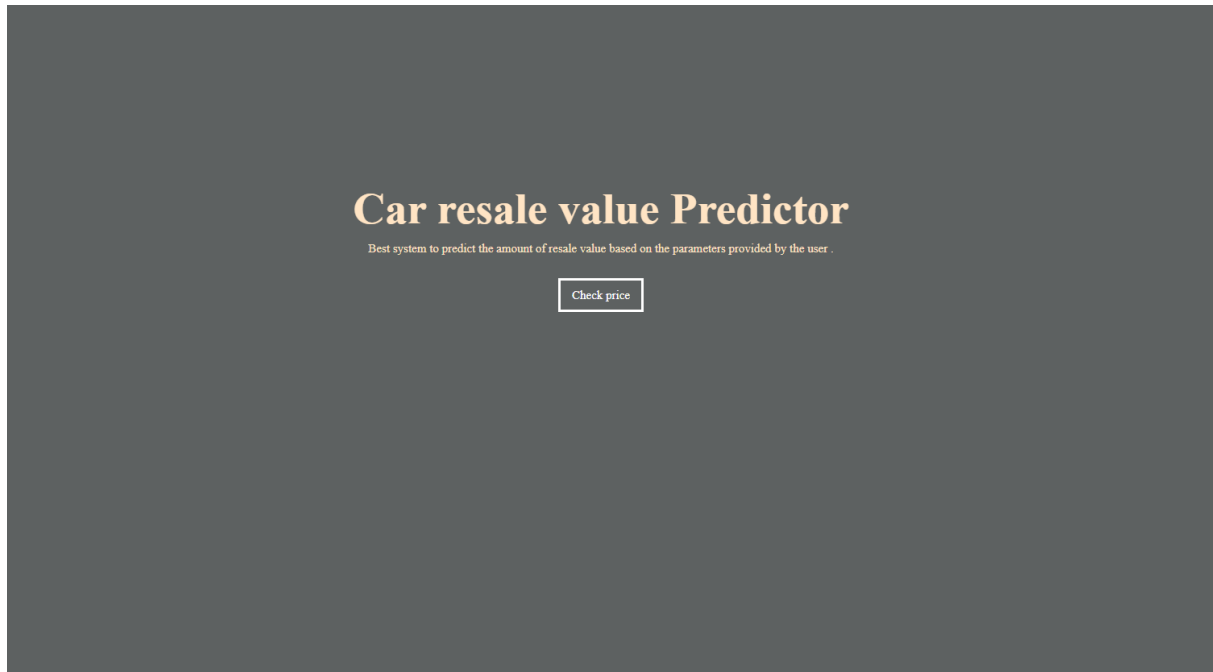 Car resale value Predictor
Best system to predict the amount of resale value based on the parameters provided by the user .
Check price